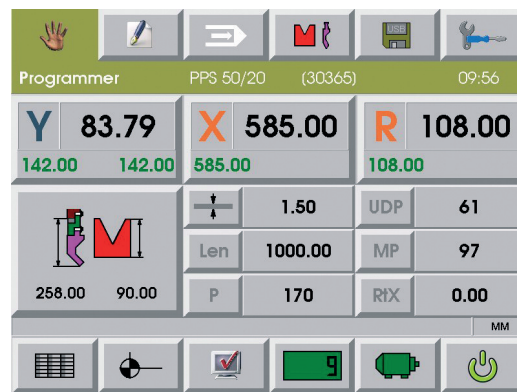 USB
Programmer PPS 50/20 (30365) 09:56
Y 83.79 X 585.00 R 108.00
142.00 142.00 585.00 108.00
1.50 UDP 61
Len 1000.00 MP 97
258.00 90.00 P 170 RtX 0.00
MM
9